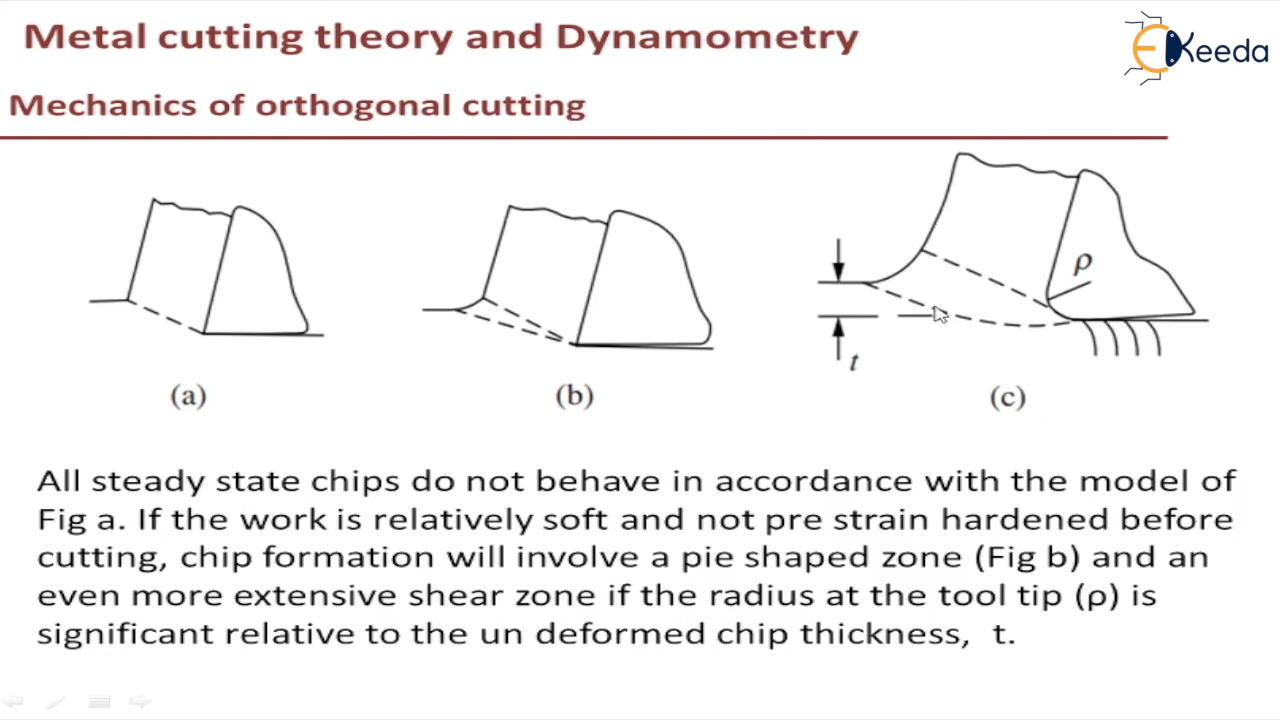 Metal cutting theory and Dynamometry
EKeeda
Mechanics of orthogonal cutting
ρ
t
(a)
(b)
(c)
All steady state chips do not behave in accordance with the model of
Fig a. If the work is relatively soft and not pre strain hardened before
cutting, chip formation will involve a pie shaped zone (Fig b) and an
even more extensive shear zone if the radius at the tool tip (ρ) is
significant relative to the un deformed chip thickness, t.